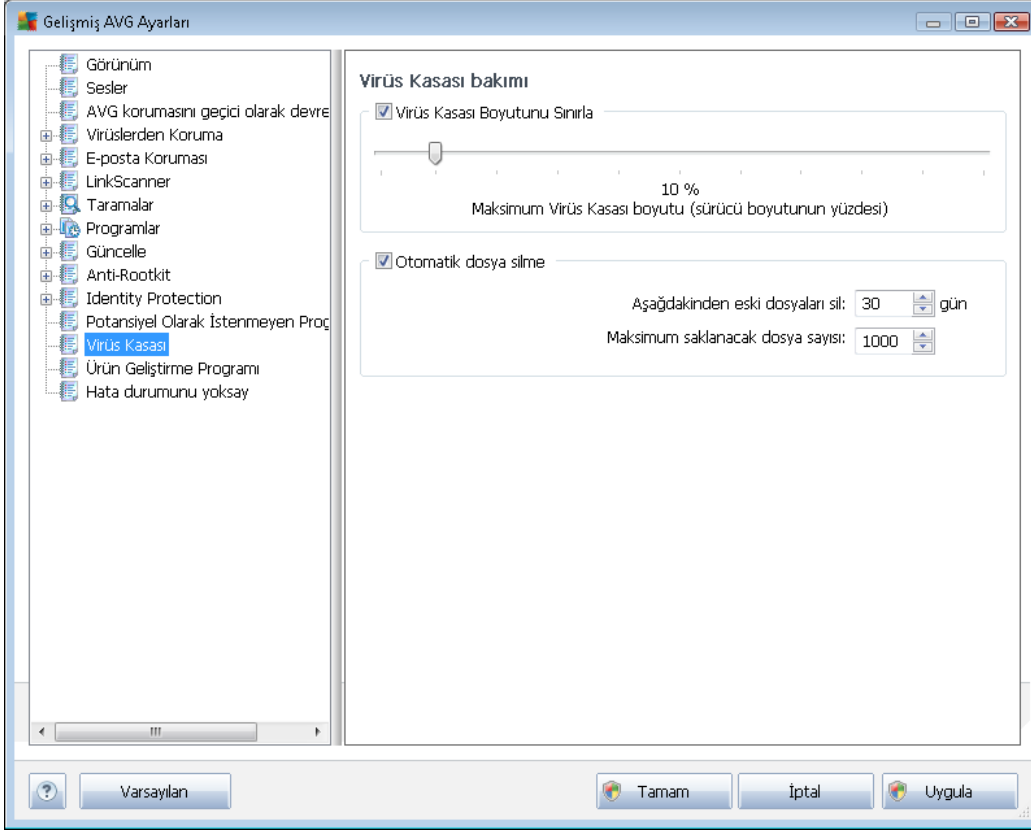 Gelişmiş AVG Ayarları
Görünüm
Sesler
AVG korumasını geçici olarak devre
Virüslerden Koruma
E-posta Koruması
LinkScanner
Taramalar
Programlar
Güncelle
Anti-Rootkit
Identity Protection
Potansiyel Olarak İstenmeyen Prog
Virüs Kasası
Ürün Geliştirme Programı
Hata durumunu yoksay
Virüs Kasası bakımı
Virüs Kasası Boyutunu Sınırla
10 %
Maksimum Virüs Kasası boyutu (sürücü boyutunun yüzdesi)
Otomatik dosya silme
Aşağdakinden eski dosyaları sil: 30 gün
Maksimum saklanacak dosya sayısı: 1000
? Varsayılan Tamam İptal Uygula